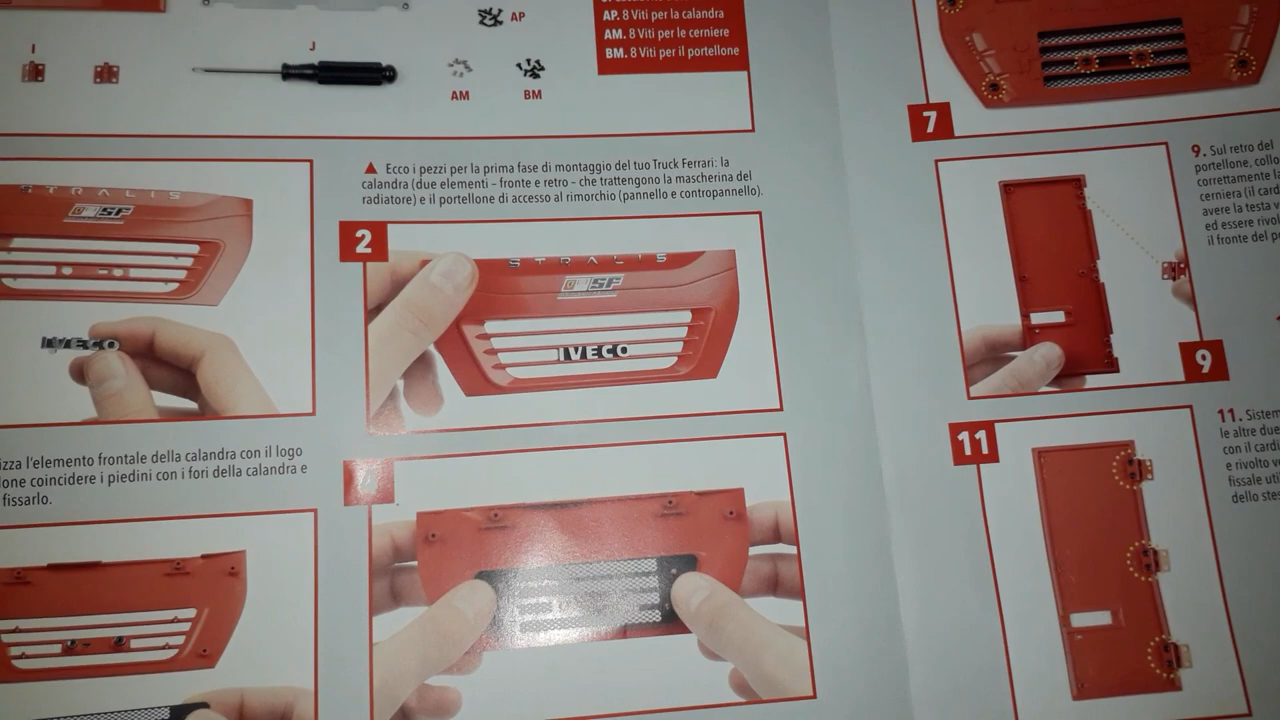 AP
AP. 8 Viti per la calandra
AM. 8 Viti per le cerniere
BM. 8 Viti per il portellone
I
J
AM
BM
▲ Ecco i pezzi per la prima fase di montaggio del tuo Truck Ferrari: la
calandra (due elementi – fronte e retro – che trattengono la mascherina del
radiatore) e il portellone di accesso al rimorchio (pannello e contropannello).
STRALIS
SF
IVECO
2
STRALIS
SF
IVECO
izza l'elemento frontale della calandra con il logo
done coincidere i piedini con i fori della calandra e
fissarlo.
7
9. Sul retro del
portellone, collo
correttamente la
cerniera (il card
avere la testa v
ed essere rivol
il fronte del p
9
11
11. Sistem
le altre due
con il cardi
e rivolto v
fissale uti
dello stes